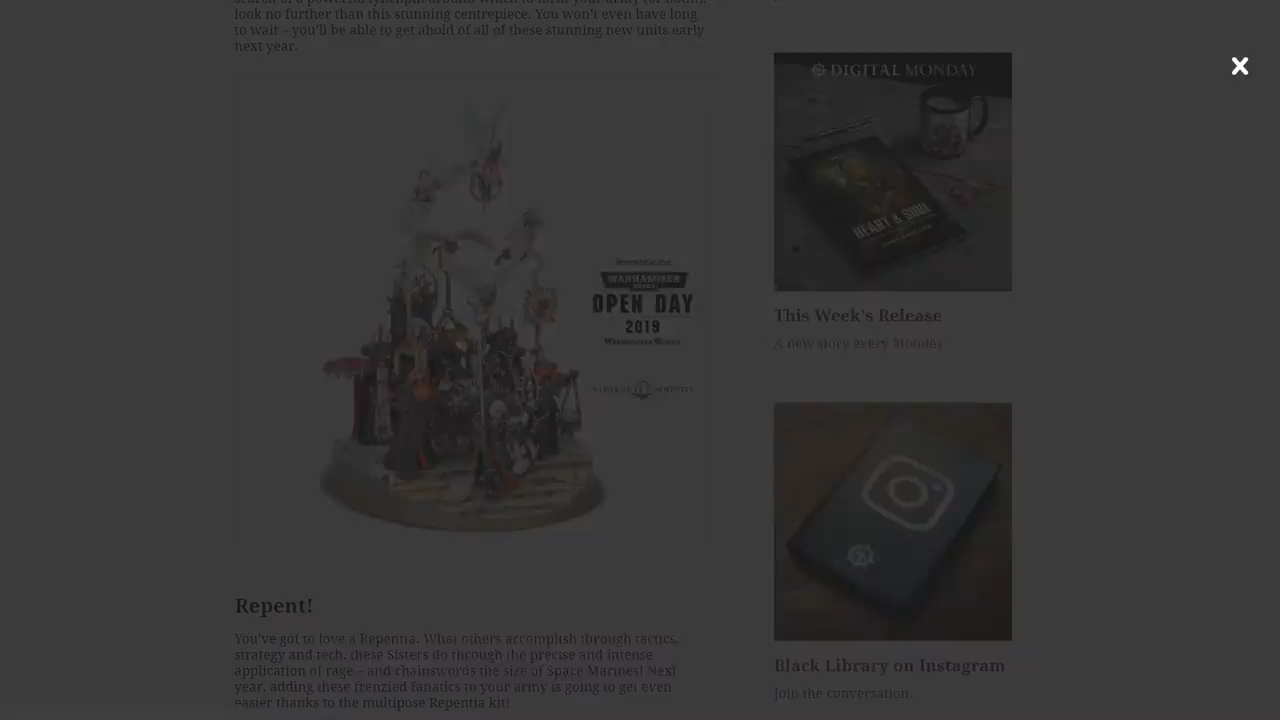 look no further than this stunning centrepiece. You won't even have long
to wait – you'll be able to get ahold of all of these stunning new units early
next year.
WARHAMMER
OPEN DAY
2019
WARHAMMER WORLD
Repent!
You've got to love a Repentia. What others accomplish through tactics,
strategy and tech, these Sisters do through the precise and intense
application of rage – and chainswords the size of Space Marines! Next
year, adding these frenzied fanatics to your army is going to get even
easier thanks to the multipose Repentia kit!
DIGITAL MONDAY
HEART & SOUL
This Week's Release
A new story every Monday
Black Library on Instagram
Join the conversation.
X